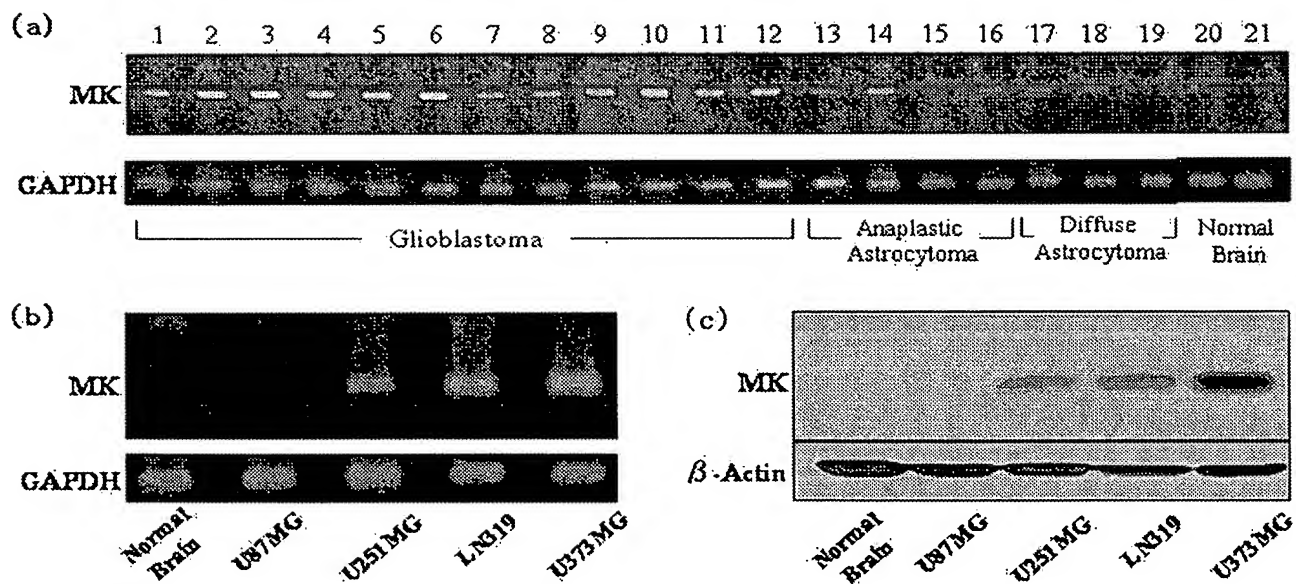 (a)
1 2 3 4 5 6 7 8 9 10 11 12 13 14 15 16 17 18 19 20 21
MK
GAPDH
Glioblastoma
Anaplastic
Astrocytoma
Diffuse
Astrocytoma
Normal
Brain
(b)
MK
GAPDH
Normal
Brain
U87MG
U251MG
LN319
U373MG
(c)
MK
β-Actin
Normal
Brain
U87MG
U251MG
LN319
U373MG